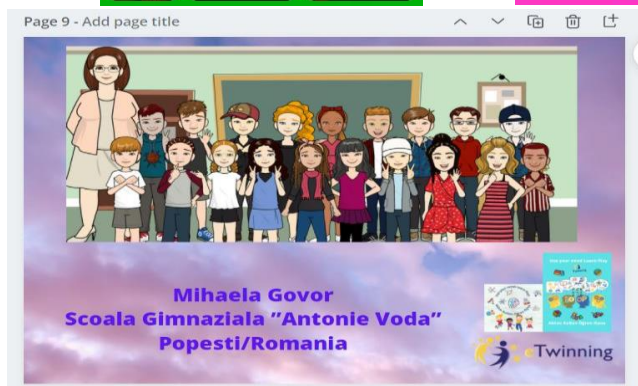 Page 9 - Add page title
Mihaela Govor
Scoala Gimnaziala ”Antonie Voda”
Popesti/Romania
eTwinning